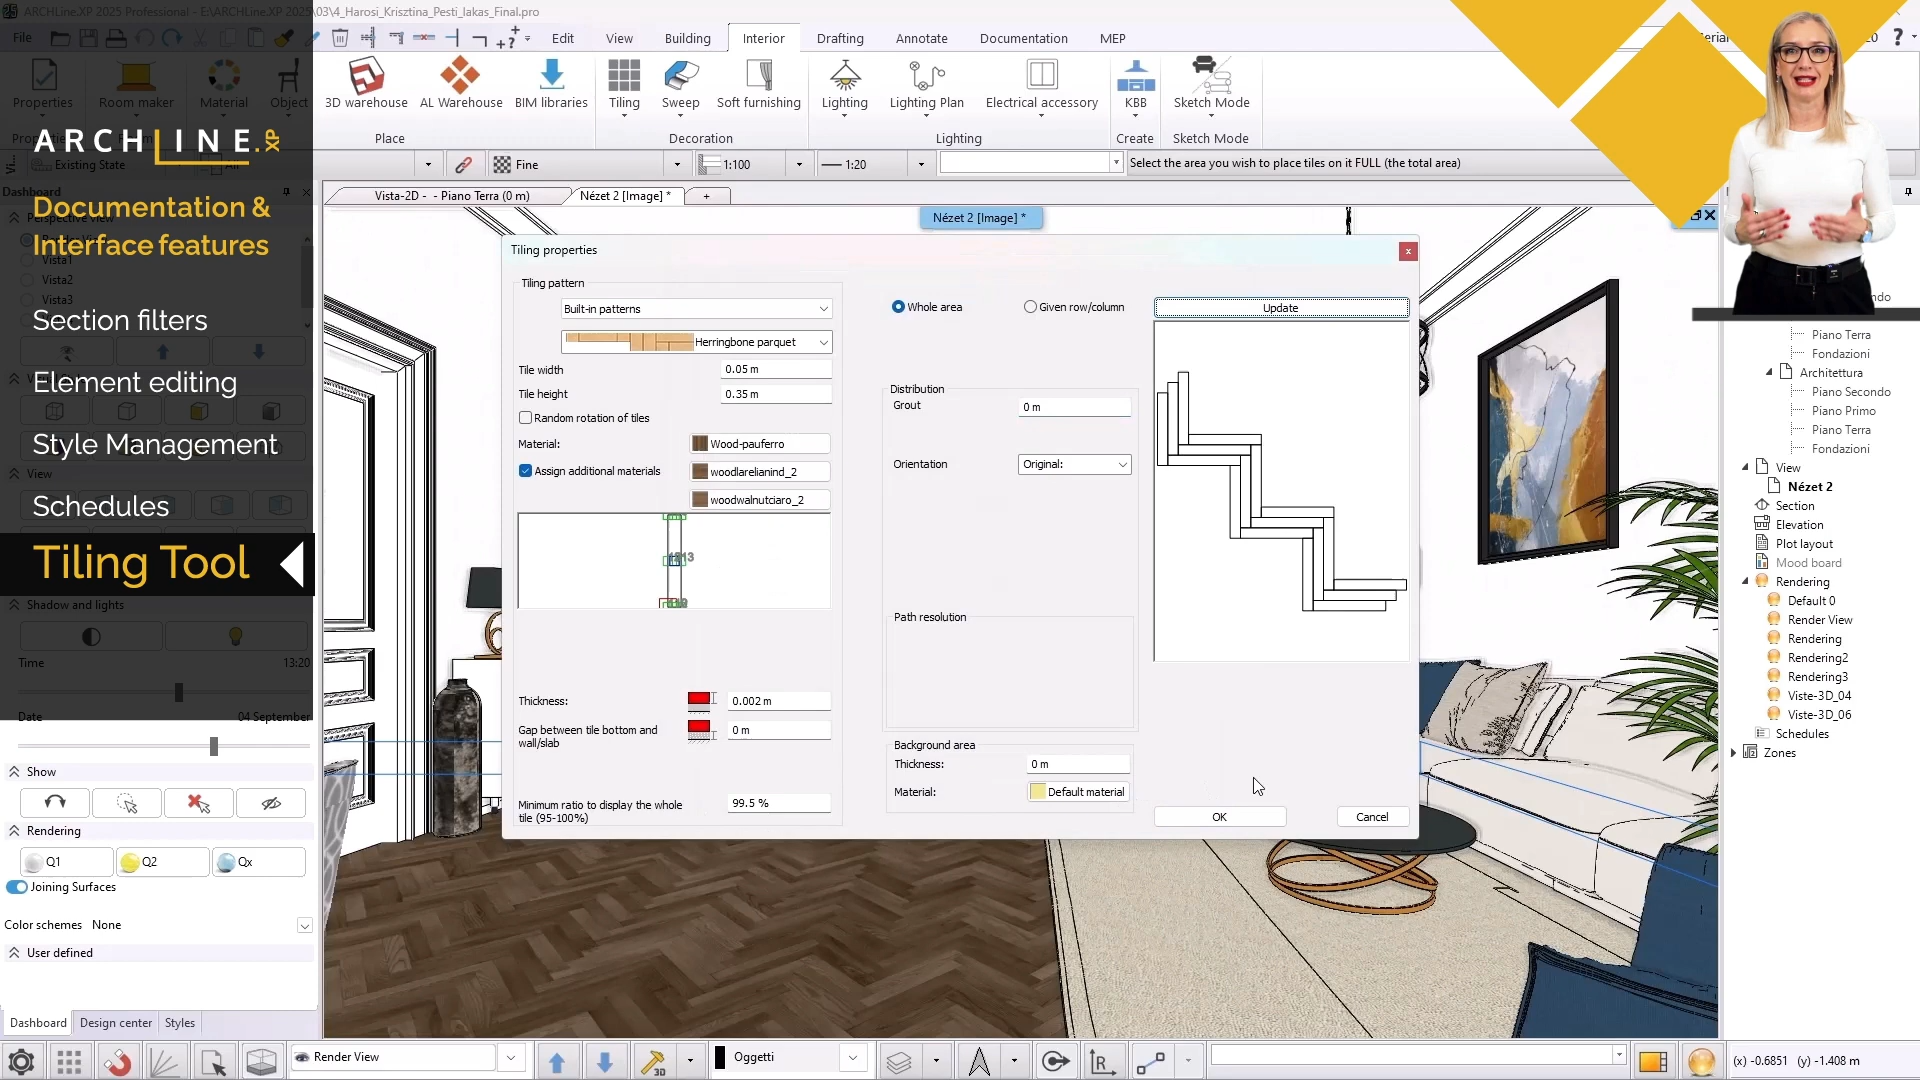 ARCHLine.XP 2025 Professional - E:\ARCHLine.XP 2025\03\4_Harosi_Krisztina_Pesti_lakas_Final.pro
File
Edit
View
Building
Interior
Drafting
Annotate
Documentation
MEP
Properties
Room maker
Material
Object
3D warehouse
AL Warehouse
BIM libraries
Tiling
Sweep
Soft furnishing
Lighting
Lighting Plan
Electrical accessory
KBB
Sketch Mode
Place
Decoration
Lighting
Create
Sketch Mode
ARCHLINE.XP
Existing State
Fine
1:100
1:20
Select the area you wish to place tiles on it FULL (the total area)
Dashboard
Vista-2D - - Piano Terra (0 m)
Nézet 2 [Image] *
+
Nézet 2 [Image] *
Documentation &
Interface features
Vista1
Vista2
Vista3
Section filters
Element editing
Style Management
View
Schedules
Tiling Tool
Shadow and lights
Time
13:20
Date
04 September
Show
Rendering
Q1
Q2
Qx
Joining Surfaces
Color schemes
None
User defined
Dashboard
Design center
Styles
Tiling properties
Tiling pattern
Built-in patterns
Herringbone parquet
Tile width
0.05 m
Tile height
0.35 m
Random rotation of tiles
Material:
Wood-pauferro
Assign additional materials
woodlarelianind_2
woodwalnutciaro_2
Thickness:
0.002 m
Gap between tile bottom and
wall/slab
0 m
Minimum ratio to display the whole
tile (95-100%)
99.5 %
Whole area
Given row/column
Distribution
Grout
0 m
Orientation
Original:
Path resolution
Background area
Thickness:
0 m
Material:
Default material
Update
OK
Cancel
Piano Terra
Fondazioni
Architettura
Piano Secondo
Piano Primo
Piano Terra
Fondazioni
View
Nézet 2
Section
Elevation
Plot layout
Mood board
Rendering
Default 0
Render View
Rendering
Rendering2
Rendering3
Viste-3D_04
Viste-3D_06
Schedules
Zones
Render View
3D
Oggetti
(x) -0.6851
(y) -1.408 m